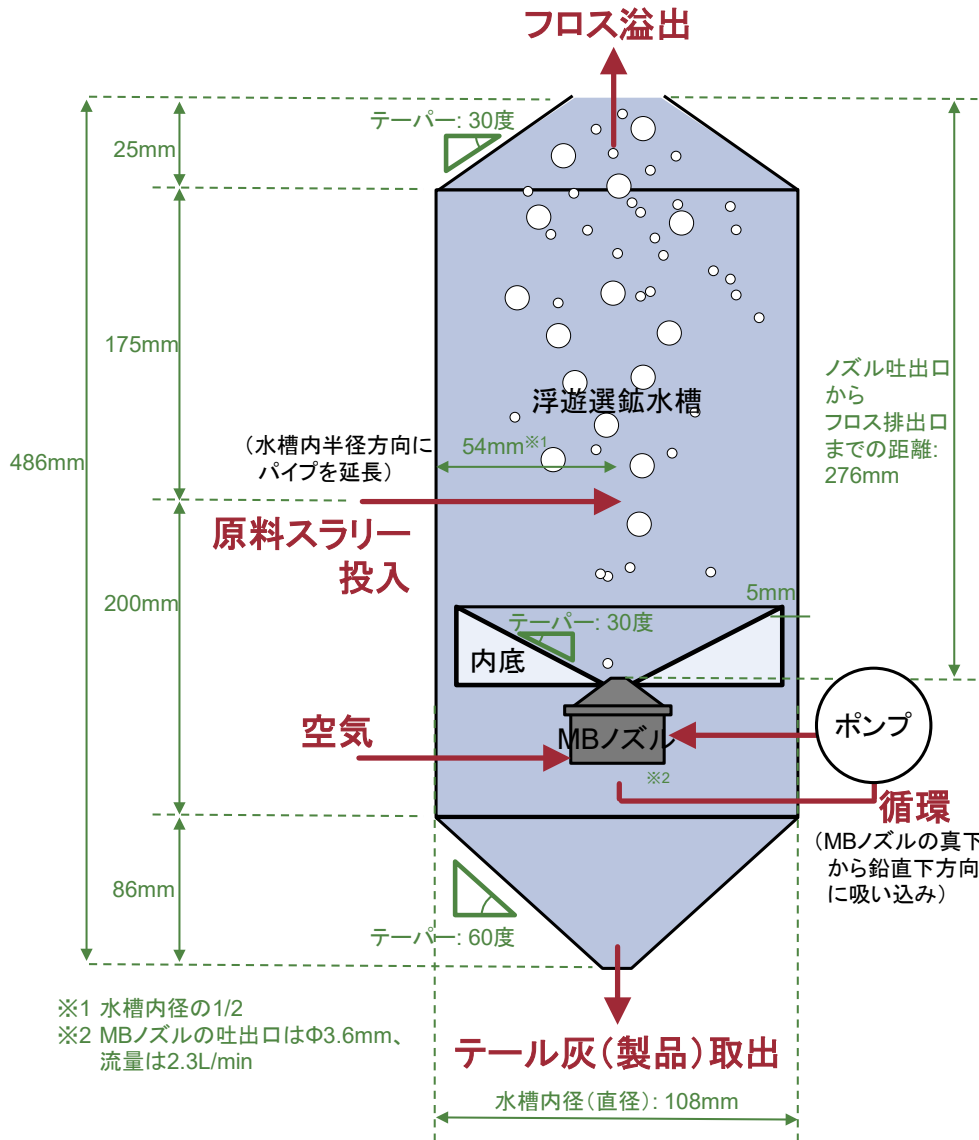 フロス溢出
テーパー: 30度
25mm
175mm
浮遊選鉱水槽
ノズル吐出口
から
フロス排出口
までの距離:
276mm
486mm
（水槽内半径方向に
パイプを延長）
54mm※1
原料スラリー
投入
200mm
5mm
テーパー: 30度
内底
空気
MBノズル
※2
ポンプ
循環
（MBノズルの真下
から鉛直下方向
に吸い込み）
86mm
テーパー: 60度
※1 水槽内径の1/2
※2 MBノズルの吐出口はΦ3.6mm、
流量は2.3L/min
テール灰（製品）取出
水槽内径（直径）: 108mm